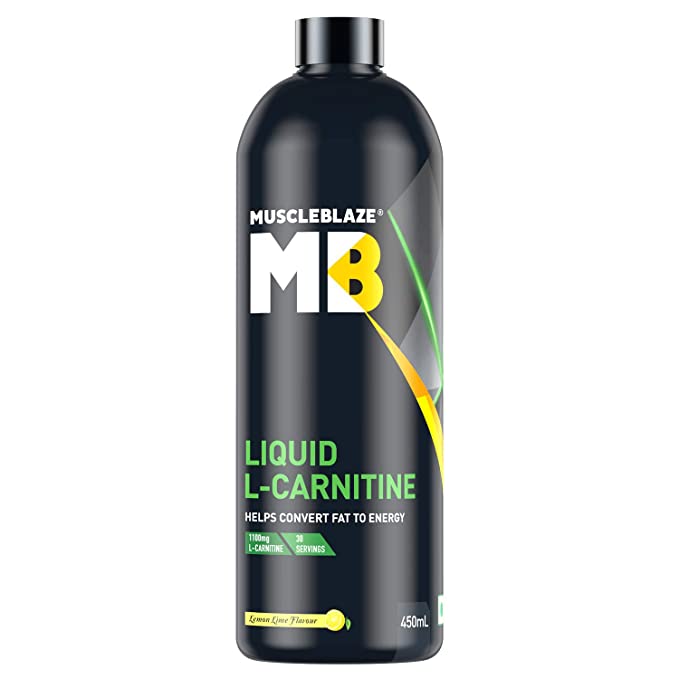 MUSCLEBLAZE®
MB
LIQUID
L-CARNITINE
HELPS CONVERT FAT TO ENERGY
1100mg
L-CARNITINE
30
SERVINGS
Lemon Lime Flavour
450mL